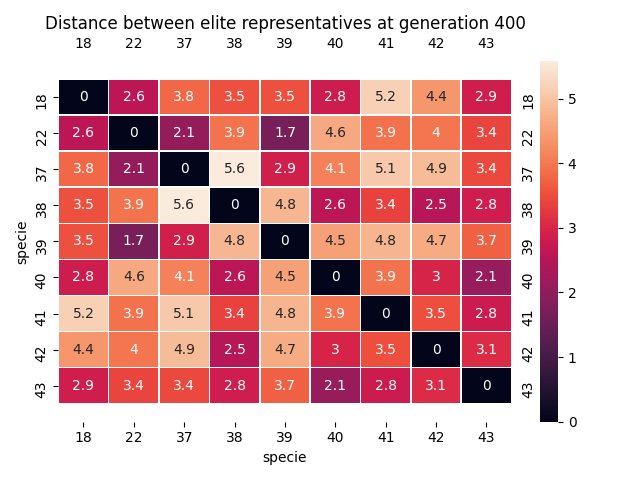 Distance between elite representatives at generation 400
18 22 37 38 39 40 41 42 43
18 0 2.6 3.8 3.5 3.5 2.8 5.2 4.4 2.9 18
22 2.6 0 2.1 3.9 1.7 4.6 3.9 4 3.4 22
37 3.8 2.1 0 5.6 2.9 4.1 5.1 4.9 3.4 37
38 3.5 3.9 5.6 0 4.8 2.6 3.4 2.5 2.8 38
39 3.5 1.7 2.9 4.8 0 4.5 4.8 4.7 3.7 39
40 2.8 4.6 4.1 2.6 4.5 0 3.9 3 2.1 40
41 5.2 3.9 5.1 3.4 4.8 3.9 0 3.5 2.8 41
42 4.4 4 4.9 2.5 4.7 3 3.5 0 3.1 42
43 2.9 3.4 3.4 2.8 3.7 2.1 2.8 3.1 0 43
18 22 37 38 39 40 41 42 43
specie
specie
5
4
3
2
1
0